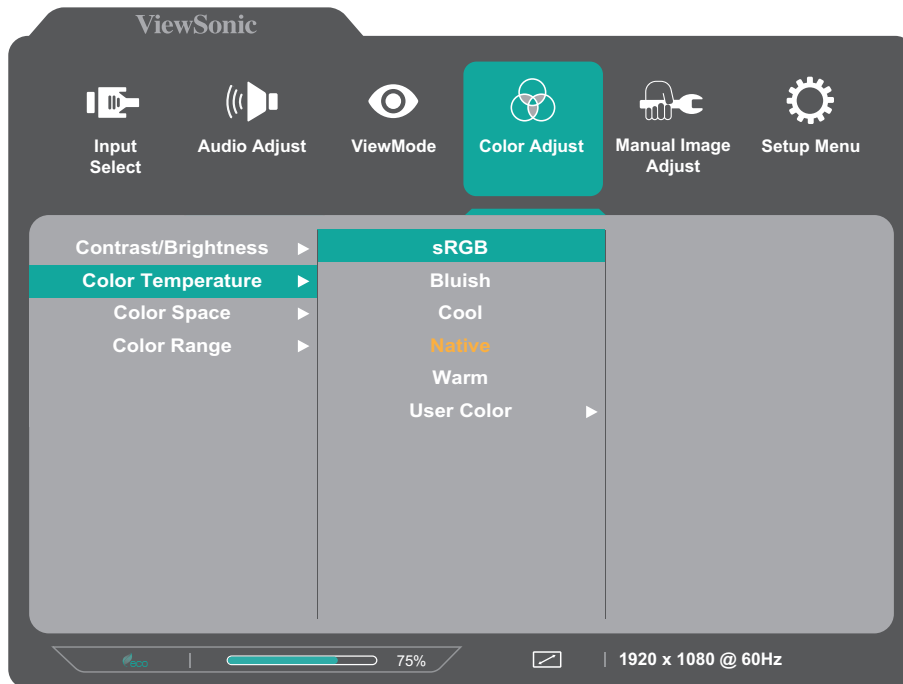 ViewSonic
Input
Select
Audio Adjust
ViewMode
Color Adjust
Manual Image
Adjust
Setup Menu
Contrast/Brightness
Color Temperature
Color Space
Color Range
sRGB
Bluish
Cool
Native
Warm
User Color
eco
75%
1920 x 1080 @ 60Hz